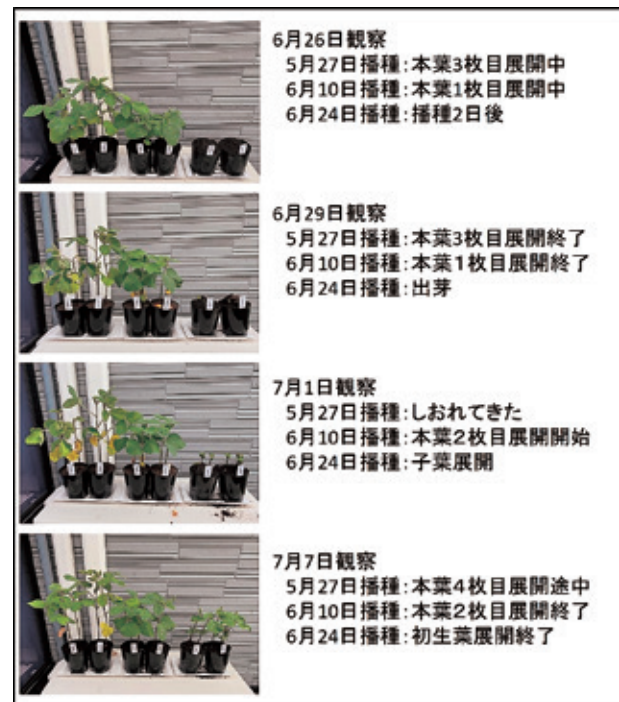 6月26日観察
5月27日播種:本葉3枚目展開中
6月10日播種:本葉1枚目展開中
6月24日播種:播種2日後
6月29日観察
5月27日播種:本葉3枚目展開終了
6月10日播種:本葉1枚目展開終了
6月24日播種:出芽
7月1日観察
5月27日播種:しおれてきた
6月10日播種:本葉2枚目展開開始
6月24日播種:子葉展開
7月7日観察
5月27日播種:本葉4枚目展開途中
6月10日播種:本葉2枚目展開終了
6月24日播種:初生葉展開終了